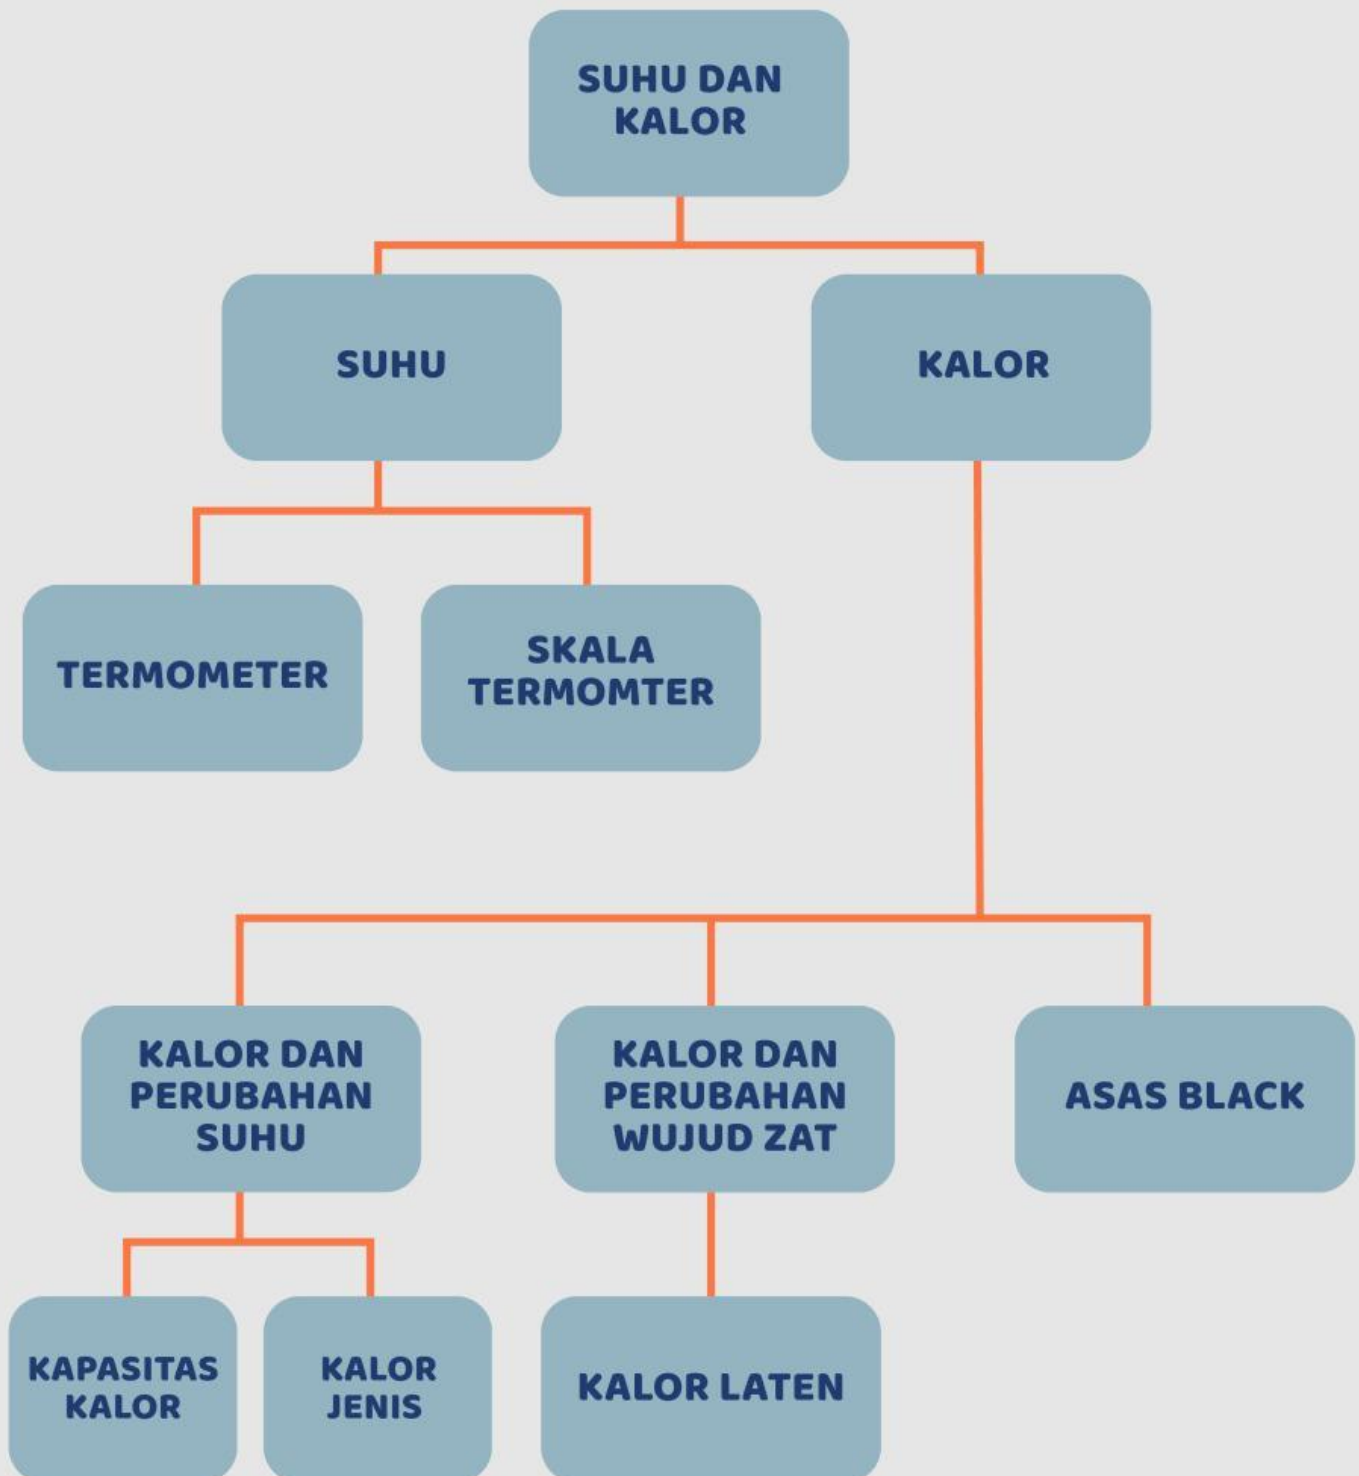 SUHU DAN
KALOR
SUHU
KALOR
TERMOMETER
SKALA
TERMOMTER
KALOR DAN
PERUBAHAN
SUHU
KALOR DAN
PERUBAHAN
WUJUD ZAT
ASAS BLACK
KAPASITAS
KALOR
KALOR
JENIS
KALOR LATEN